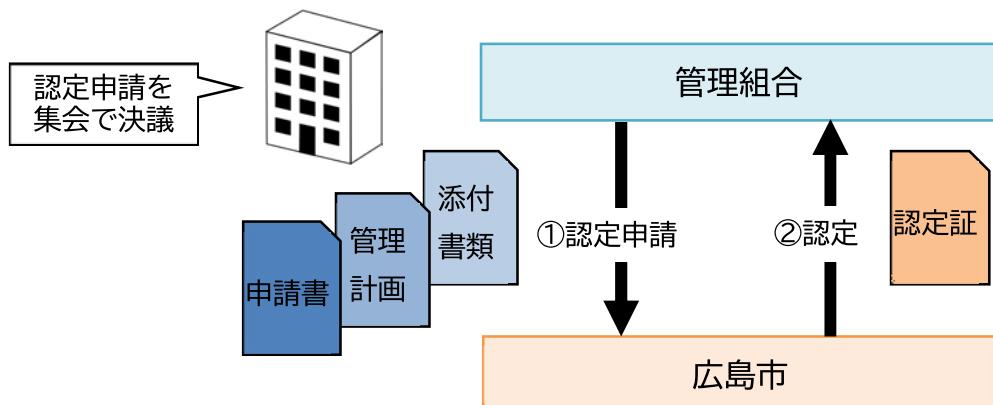 認定申請を
集会で決議
管理組合
添付
書類
管理
計画
申請書
①認定申請
②認定
認定証
広島市